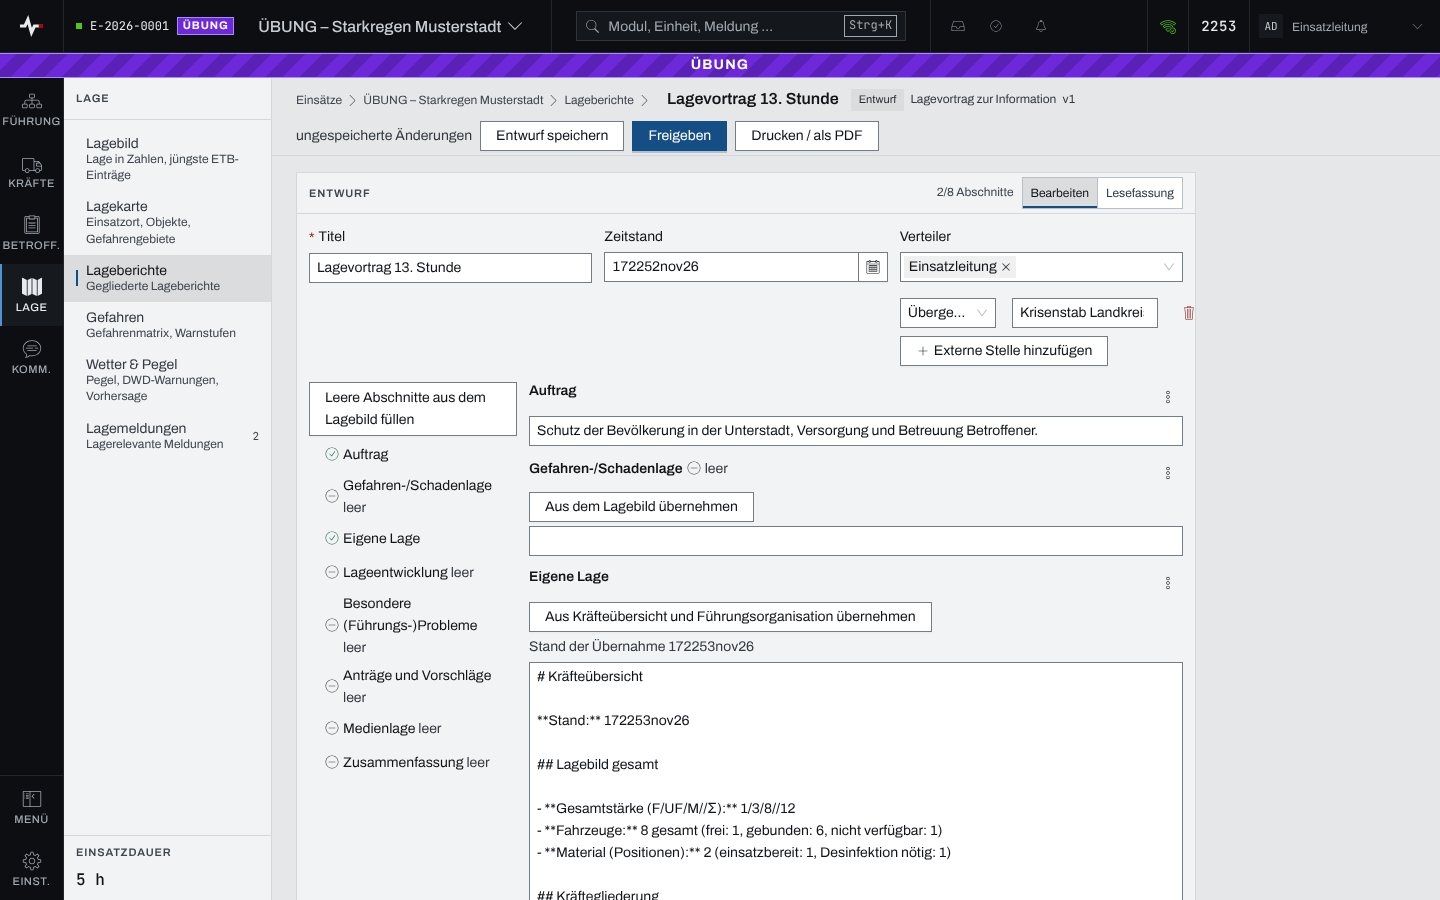 E-2026-0001
ÜBUNG
ÜBUNG – Starkregen Musterstadt
Modul, Einheit, Meldung ...
Strg+K
2253
AD
Einsatzleitung
ÜBUNG
FÜHRUNG
KRÄFTE
BETROFF.
LAGE
KOMM.
MENÜ
EINST.
LAGE
Lagebild
Lage in Zahlen, jüngste ETB-
Einträge
Lagekarte
Einsatzort, Objekte,
Gefahrengebiete
Lageberichte
Gegliederte Lageberichte
Gefahren
Gefahrenmatrix, Warnstufen
Wetter & Pegel
Pegel, DWD-Warnungen,
Vorhersage
Lagemeldungen
Lagerelevante Meldungen
2
EINSATZDAUER
5 h
Einsätze
ÜBUNG – Starkregen Musterstadt
Lageberichte
Lagevortrag 13. Stunde
Entwurf
Lagevortrag zur Information
v1
ungespeicherte Änderungen
Entwurf speichern
Freigeben
Drucken / als PDF
ENTWURF
2/8 Abschnitte
Bearbeiten
Lesefassung
* Titel
Lagevortrag 13. Stunde
Zeitstand
172252nov26
Verteiler
Einsatzleitung
Überge...
Krisenstab Landkrei
Externe Stelle hinzufügen
Leere Abschnitte aus dem
Lagebild füllen
Auftrag
Gefahren-/Schadenlage
leer
Eigene Lage
Lageentwicklung leer
Besondere
(Führungs-)Probleme
leer
Anträge und Vorschläge
leer
Medienlage leer
Zusammenfassung leer
Auftrag
Schutz der Bevölkerung in der Unterstadt, Versorgung und Betreuung Betroffener.
Gefahren-/Schadenlage leer
Aus dem Lagebild übernehmen
Eigene Lage
Aus Kräfteübersicht und Führungsorganisation übernehmen
Stand der Übernahme 172253nov26
# Kräfteübersicht
**Stand:** 172253nov26
## Lagebild gesamt
- **Gesamtstärke (F/UF/M//Σ):** 1/3/8//12
- **Fahrzeuge:** 8 gesamt (frei: 1, gebunden: 6, nicht verfügbar: 1)
- **Material (Positionen):** 2 (einsatzbereit: 1, Desinfektion nötig: 1)
## Kräftegliederung